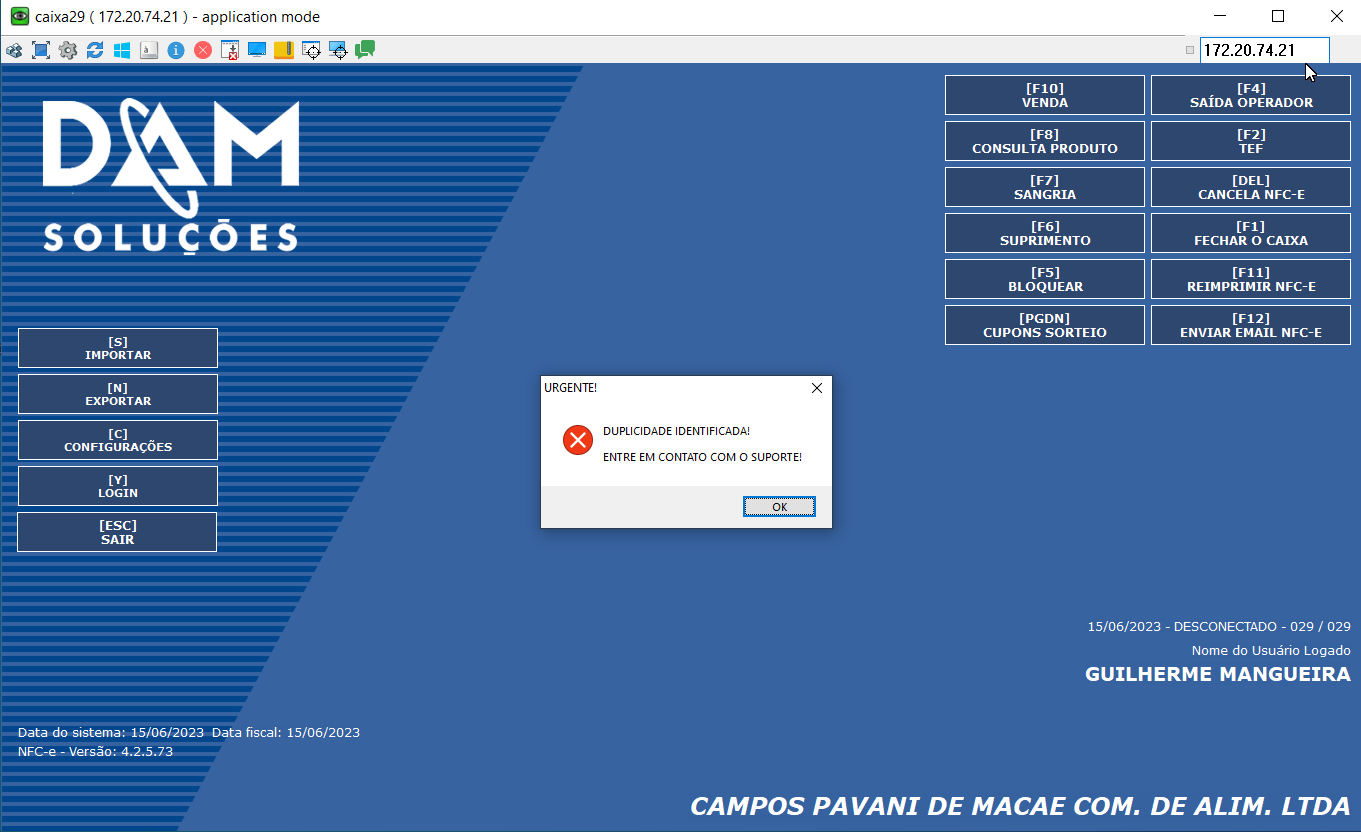 caixa29 ( 172.20.74.21 ) - application mode
172.20.74.21
DAM
SOLUÇÕES
[F10]
VENDA
[F4]
SAÍDA OPERADOR
[F8]
CONSULTA PRODUTO
[F2]
TEF
[F7]
SANGRIA
[DEL]
CANCELA NFC-E
[F6]
SUPRIMENTO
[F1]
FECHAR O CAIXA
[F5]
BLOQUEAR
[F11]
REIMPRIMIR NFC-E
[PGDN]
CUPONS SORTEIO
[F12]
ENVIAR EMAIL NFC-E
[S]
IMPORTAR
[N]
EXPORTAR
[C]
CONFIGURAÇÕES
[Y]
LOGIN
[ESC]
SAIR
URGENTE!
DUPLICIDADE IDENTIFICADA!
ENTRE EM CONTATO COM O SUPORTE!
OK
15/06/2023 - DESCONECTADO - 029 / 029
Nome do Usuário Logado
GUILHERME MANGUEIRA
Data do sistema: 15/06/2023 Data fiscal: 15/06/2023
NFC-e - Versão: 4.2.5.73
CAMPOS PAVANI DE MACAE COM. DE ALIM. LTDA